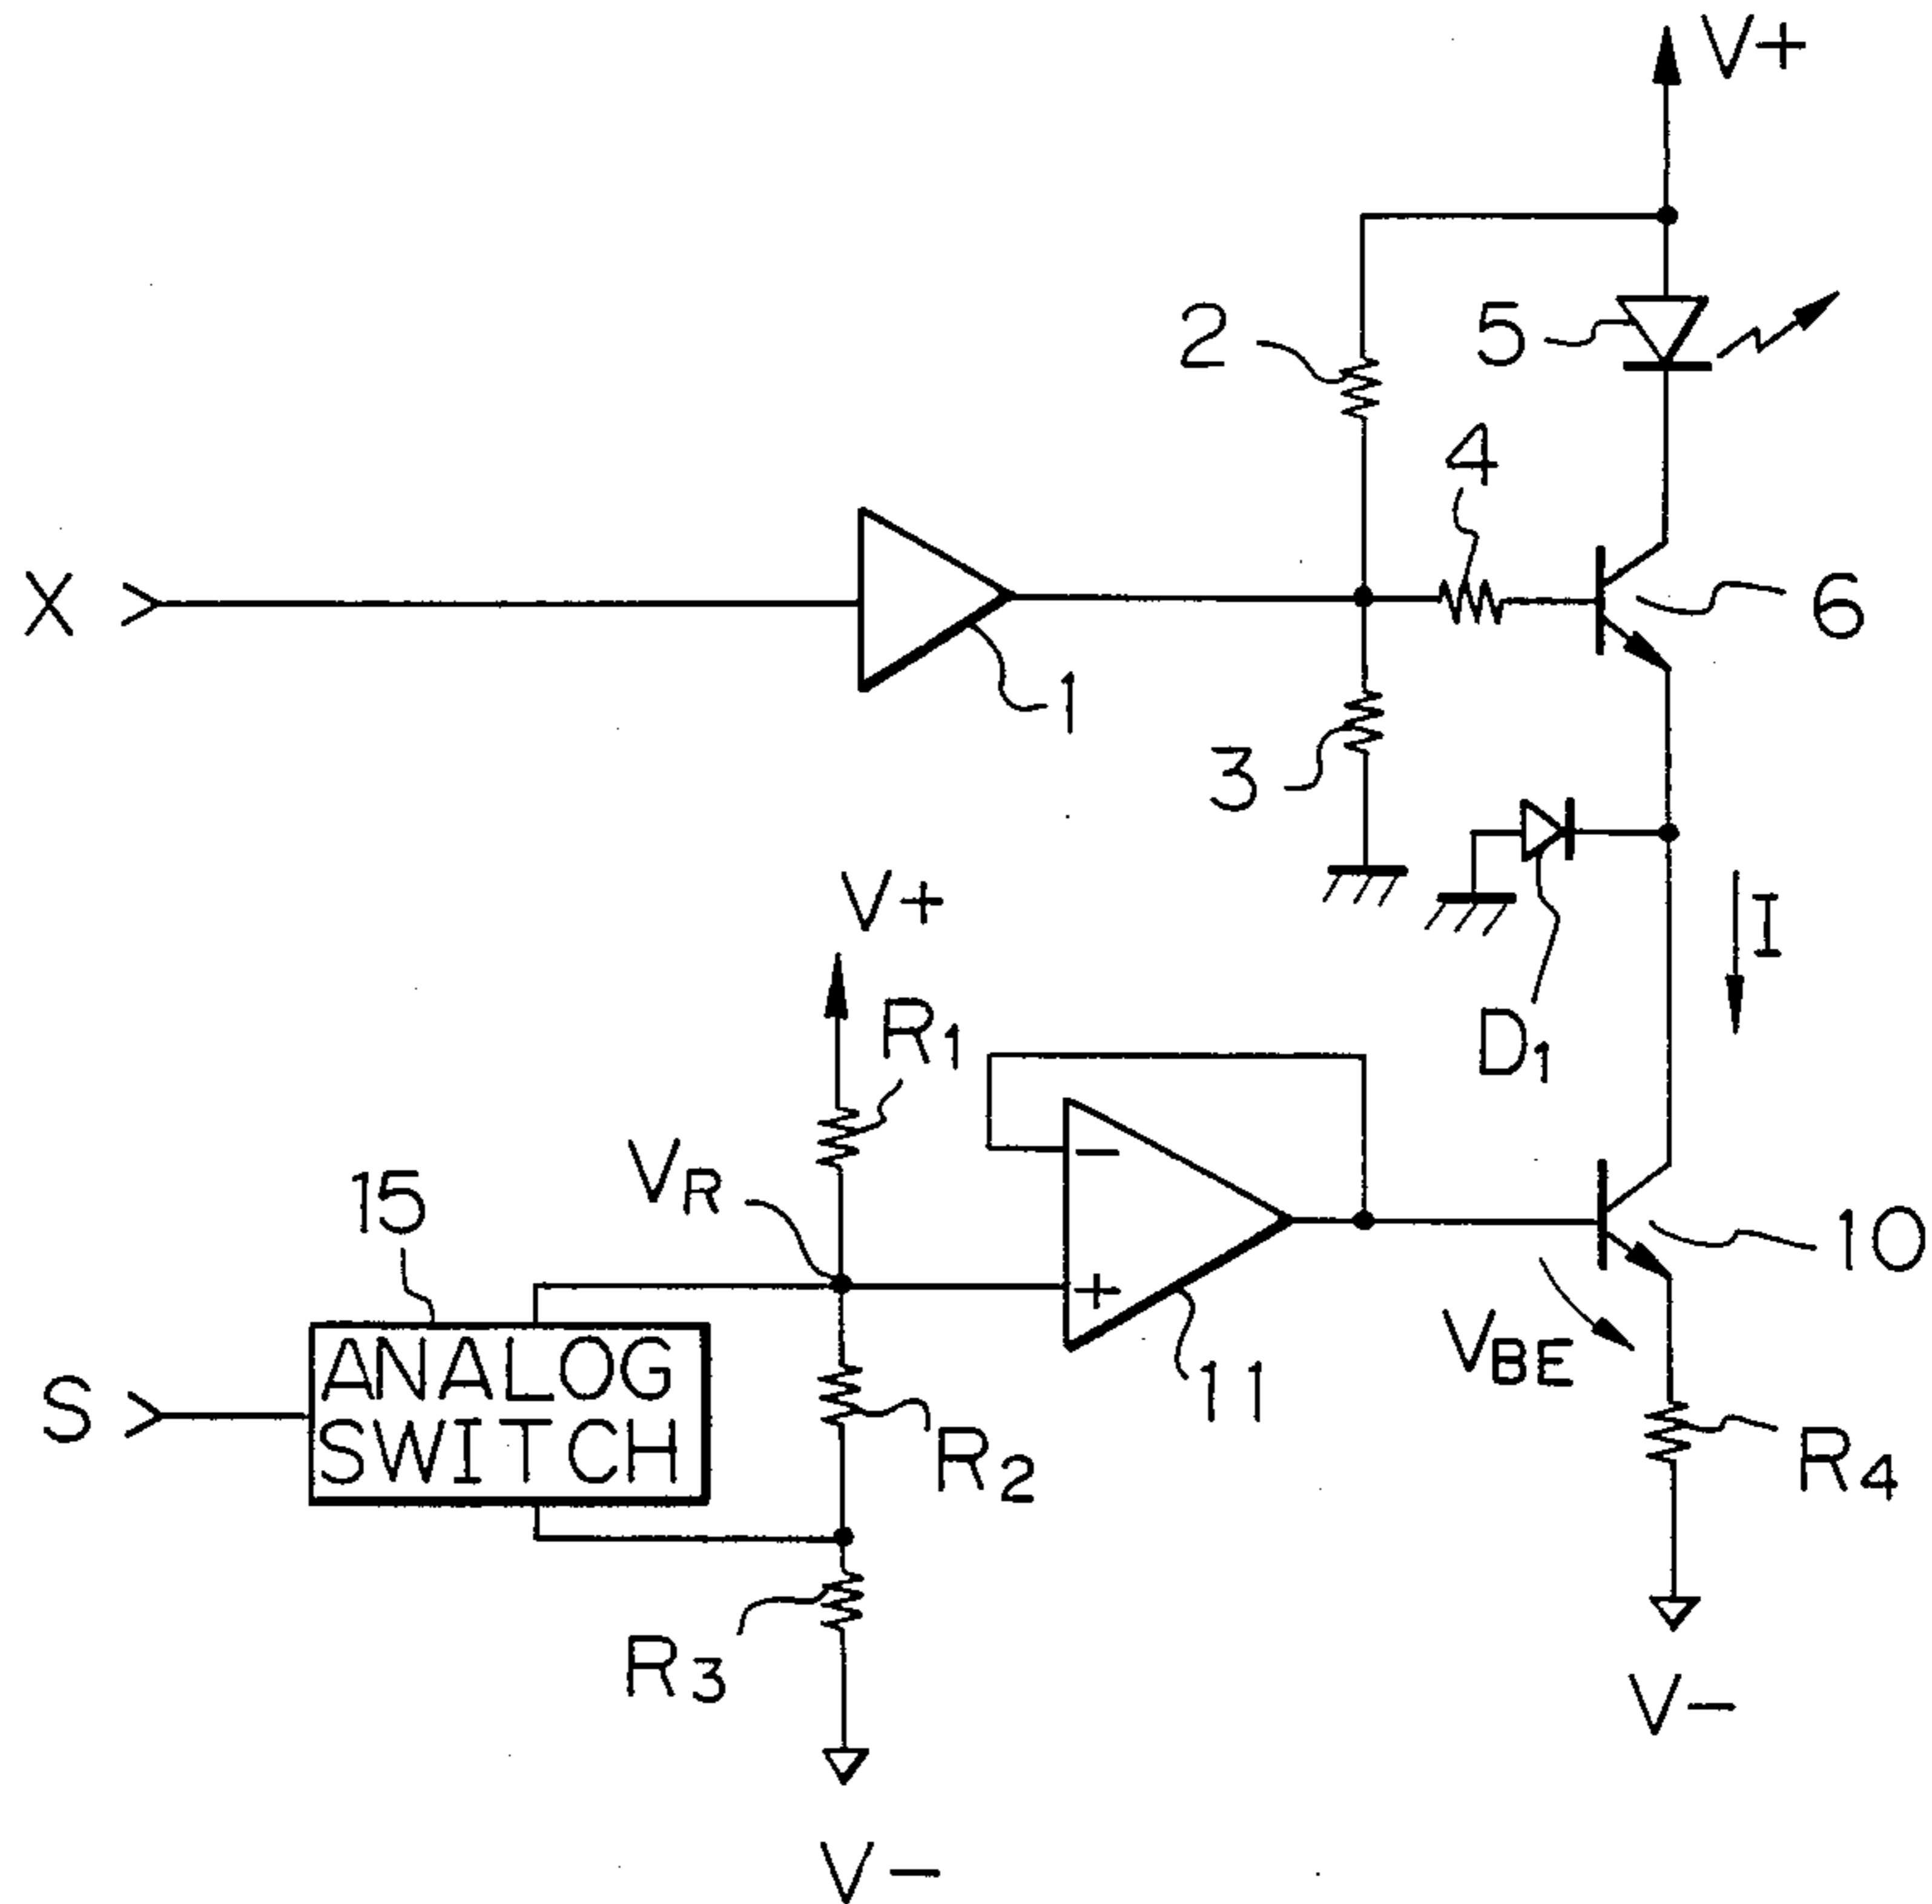 V+
2
5
4
X
6
1
3
V+
I
R1
D1
VR
15
10
ANALOG
SWITCH
S
+
−
11
VBE
R2
R4
R3
V−
V−